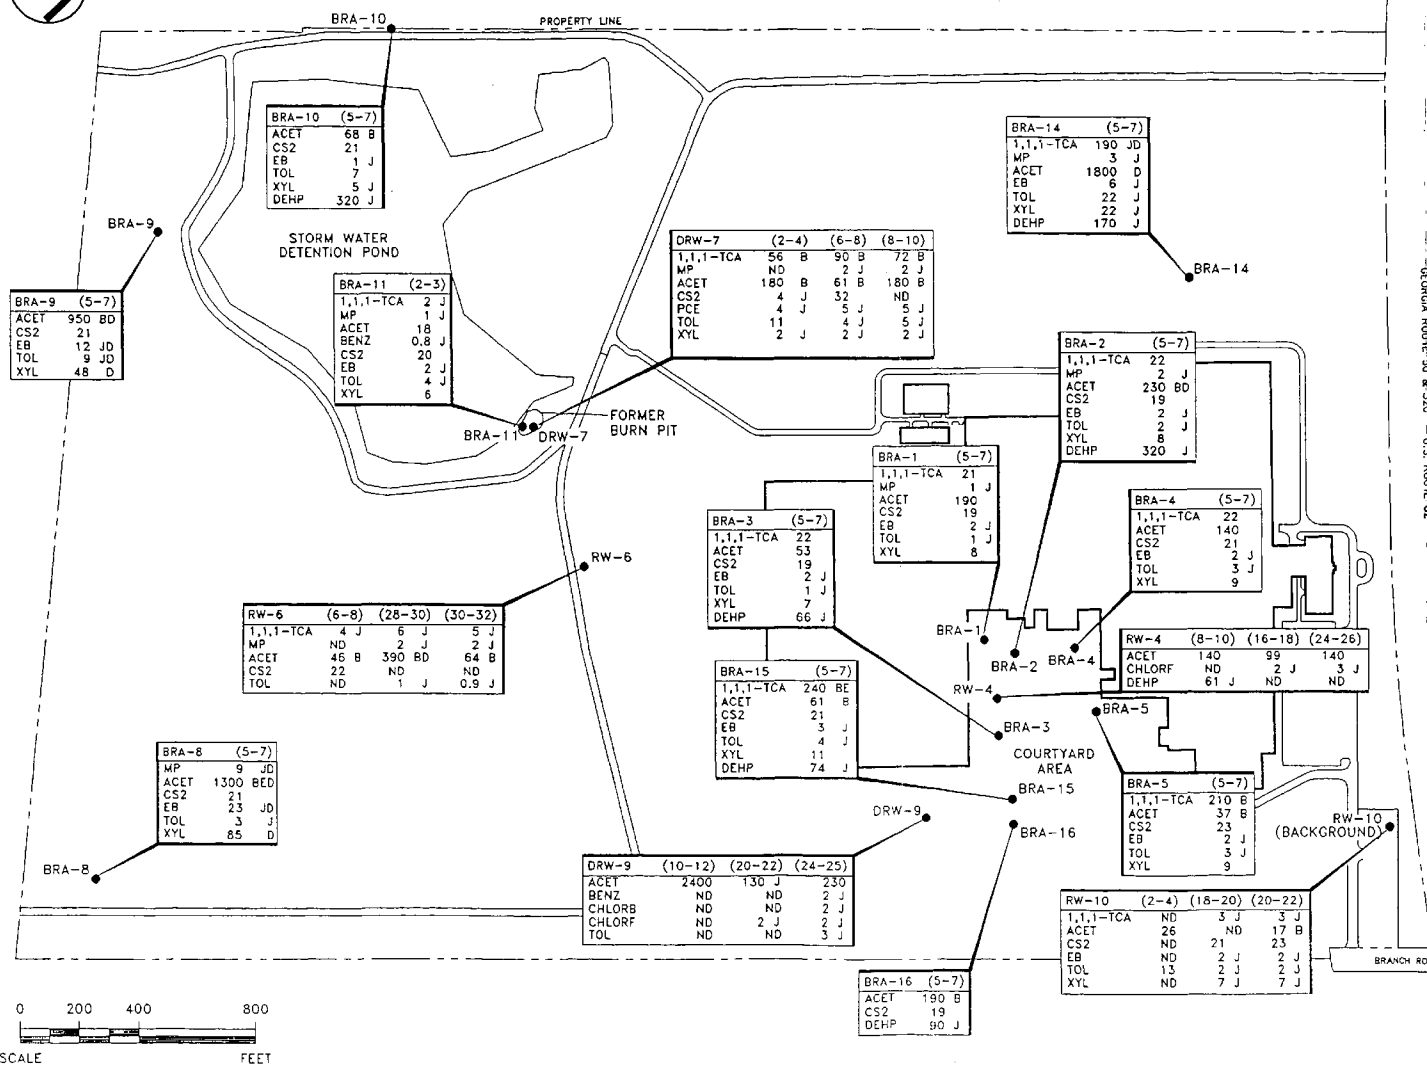 BRA-10
PROPERTY LINE
BRA-10 (5-7)
ACET 68 B
CS2 21
EB 1 J
TOL 7
XYL 5 J
DEHP 320 J
BRA-14 (5-7)
1,1,1-TCA 190 JD
MP 3 J
ACET 1800 D
EB 6 J
TOL 22 J
XYL 22 J
DEHP 170 J
BRA-14
BRA-9
STORM WATER
DETENTION POND
BRA-9 (5-7)
ACET 950 BD
CS2 21
EB 12 JD
TOL 9 JD
XYL 48 D
BRA-11 (2-3)
1,1,1-TCA 2 J
MP 1 J
ACET 18
BENZ 0.8 J
CS2 20
EB 2 J
TOL 4 J
XYL 6
DRW-7 (2-4) (6-8) (8-10)
1,1,1-TCA 56 B 90 B 72 B
MP ND 2 J 2 J
ACET 180 B 61 B 180 B
CS2 4 J 32 ND
PCE 4 J 5 J 5 J
TOL 11 4 J 5 J
XYL 2 J 2 J 2 J
BRA-2 (5-7)
1,1,1-TCA 22
MP 2 J
ACET 230 BD
CS2 19
EB 2 J
TOL 2 J
XYL 8
DEHP 320 J
BRA-11
DRW-7
FORMER
BURN PIT
BRA-1 (5-7)
1,1,1-TCA 21
MP 1 J
ACET 190
CS2 19
EB 2 J
TOL 1 J
XYL 8
BRA-4 (5-7)
1,1,1-TCA 22
ACET 140
CS2 21
EB 2 J
TOL 3 J
XYL 9
BRA-3 (5-7)
1,1,1-TCA 22
ACET 53
CS2 19
EB 2 J
TOL 1 J
XYL 7
DEHP 66 J
RW-6
RW-6 (6-8) (28-30) (30-32)
1,1,1-TCA 4 J 6 J 5 J
MP ND 2 J 2 J
ACET 46 B 390 BD 64 B
CS2 22 ND ND
TOL ND 1 J 0.9 J
BRA-1
BRA-2
BRA-4
RW-4 (8-10) (16-18) (24-26)
ACET 140 99 140
CHLORF ND 2 J 3 J
DEHP 61 J ND ND
BRA-15 (5-7)
1,1,1-TCA 240 BE
ACET 61 B
CS2 21
EB 3 J
TOL 4 J
XYL 11
DEHP 74 J
RW-4
BRA-5
BRA-3
COURTYARD
AREA
BRA-8 (5-7)
MP 9 JD
ACET 1300 BED
CS2 21
EB 23 JD
TOL 3 J
XYL 85 D
BRA-8
BRA-15
DRW-9
BRA-16
BRA-5 (5-7)
1,1,1-TCA 210 B
ACET 37 B
CS2 23
EB 2 J
TOL 3 J
XYL 9
RW-10
(BACKGROUND)
DRW-9 (10-12) (20-22) (24-25)
ACET 2400 130 J 230
BENZ ND ND 2 J
CHLORB ND ND 2 J
CHLORF ND 2 J 2 J
TOL ND ND 3 J
RW-10 (2-4) (18-20) (20-22)
1,1,1-TCA ND 3 J 3 J
ACET 26 ND 17 B
CS2 ND 21 23
EB ND 2 J 2 J
TOL 13 2 J 2 J
XYL ND 7 J 7 J
BRANCH RO
BRA-16 (5-7)
ACET 190 B
CS2 19
DEHP 90 J
0 200 400 800
SCALE FEET